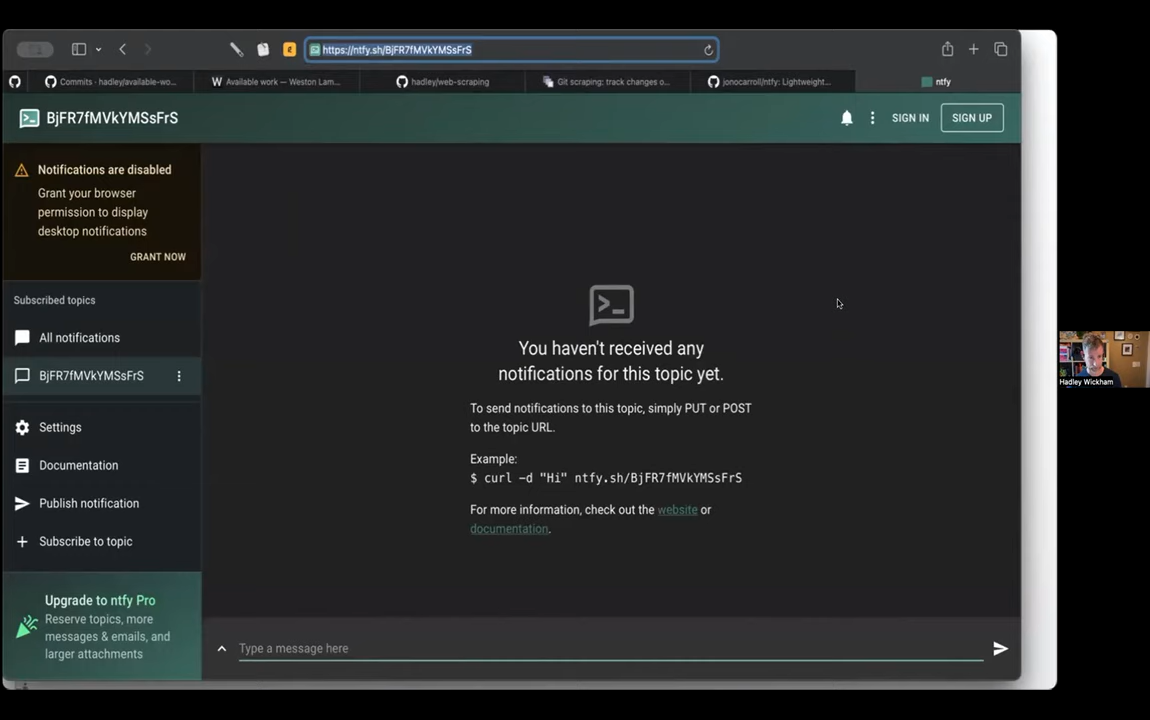 https://ntfy.sh/BjFR7fMVkYMSsFrS
Commits · hadley/available-wo...
Available work — Weston Lam...
hadley/web-scraping
Git scraping: track changes o...
jonocarroll/ntfy: Lightweight...
ntfy
BjFR7fMVkYMSsFrS
SIGN IN
SIGN UP
Notifications are disabled
Grant your browser
permission to display
desktop notifications
GRANT NOW
Subscribed topics
All notifications
BjFR7fMVkYMSsFrS
Settings
Documentation
Publish notification
Subscribe to topic
Upgrade to ntfy Pro
Reserve topics, more
messages & emails, and
larger attachments
You haven't received any
notifications for this topic yet.
To send notifications to this topic, simply PUT or POST
to the topic URL.
Example:
$ curl -d "Hi" ntfy.sh/BjFR7fMVkYMSsFrS
For more information, check out the website or
documentation.
Type a message here
Hadley Wickham